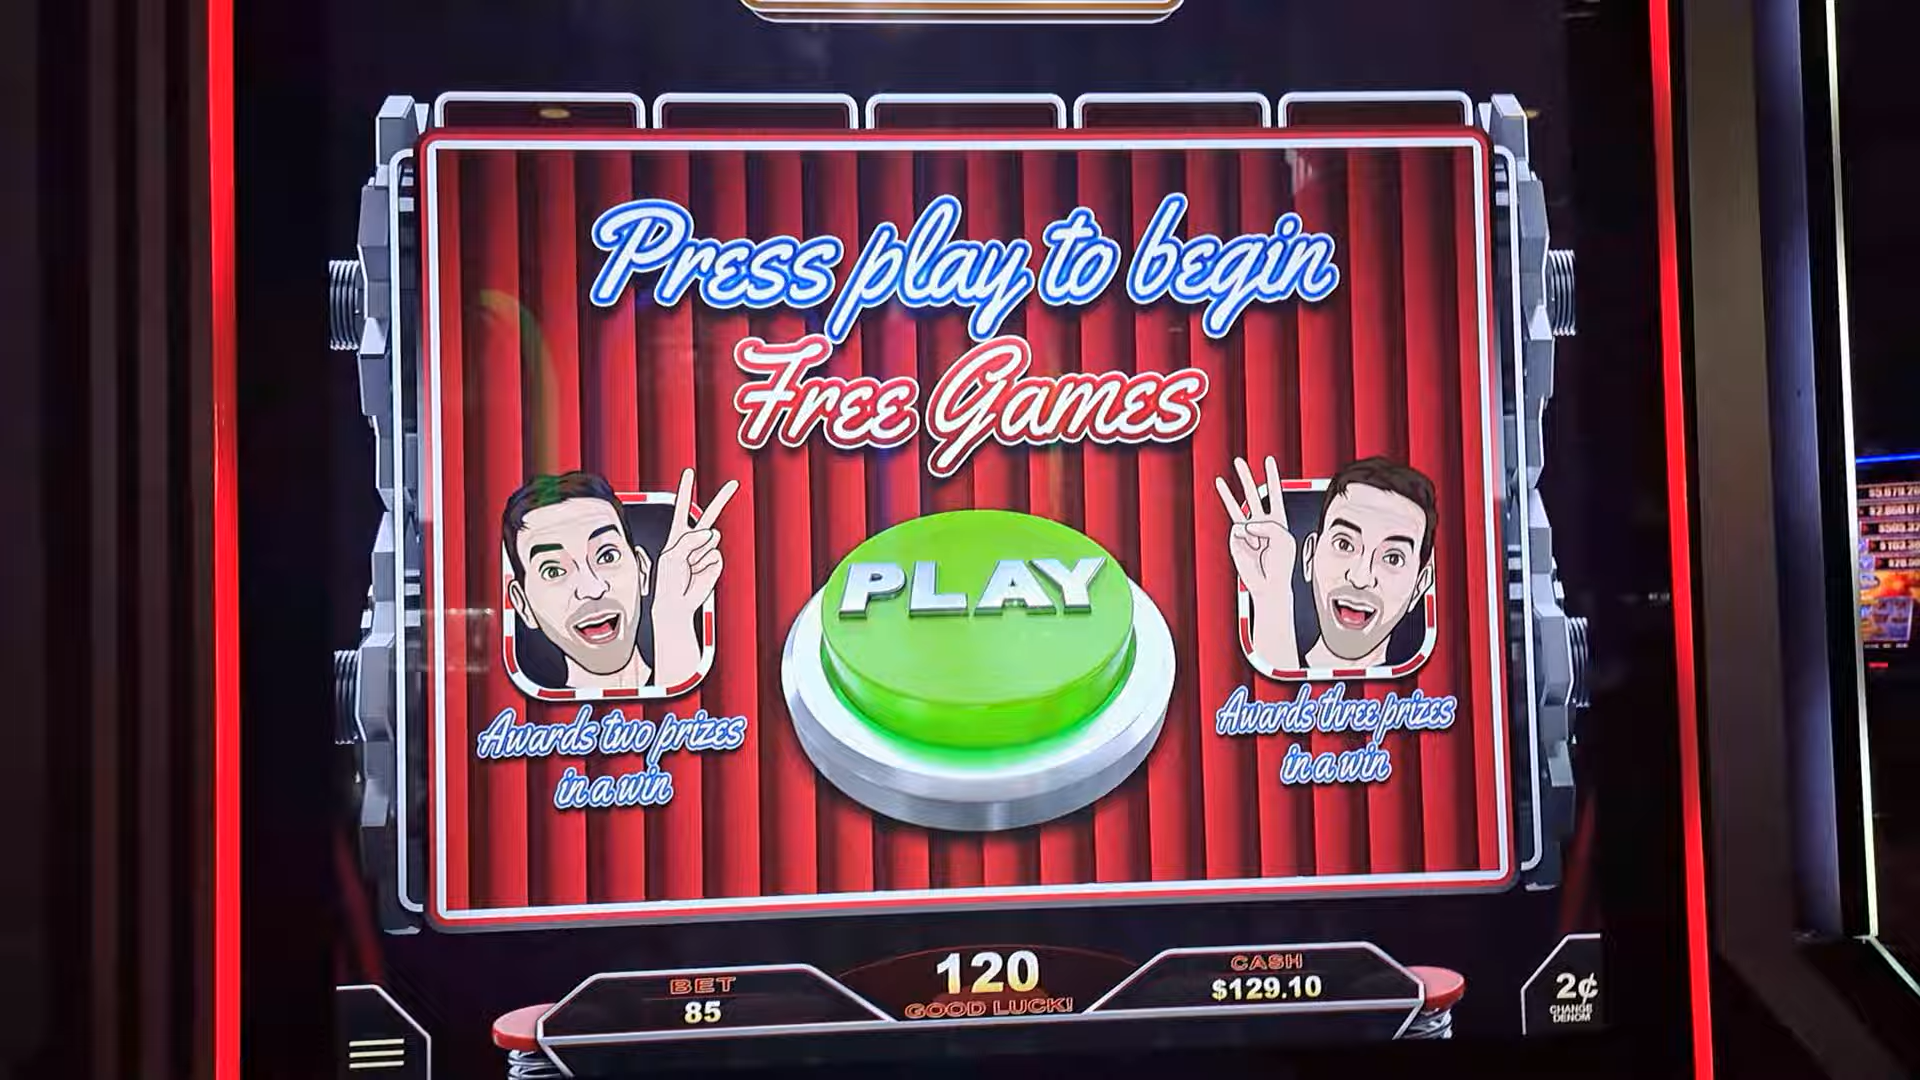 Press play to begin
Free Games
PLAY
Awards two prizes
in a win
Awards three prizes
in a win
BET
85
120
GOOD LUCK!
CASH
$129.10
2¢
CHANGE
DENOM